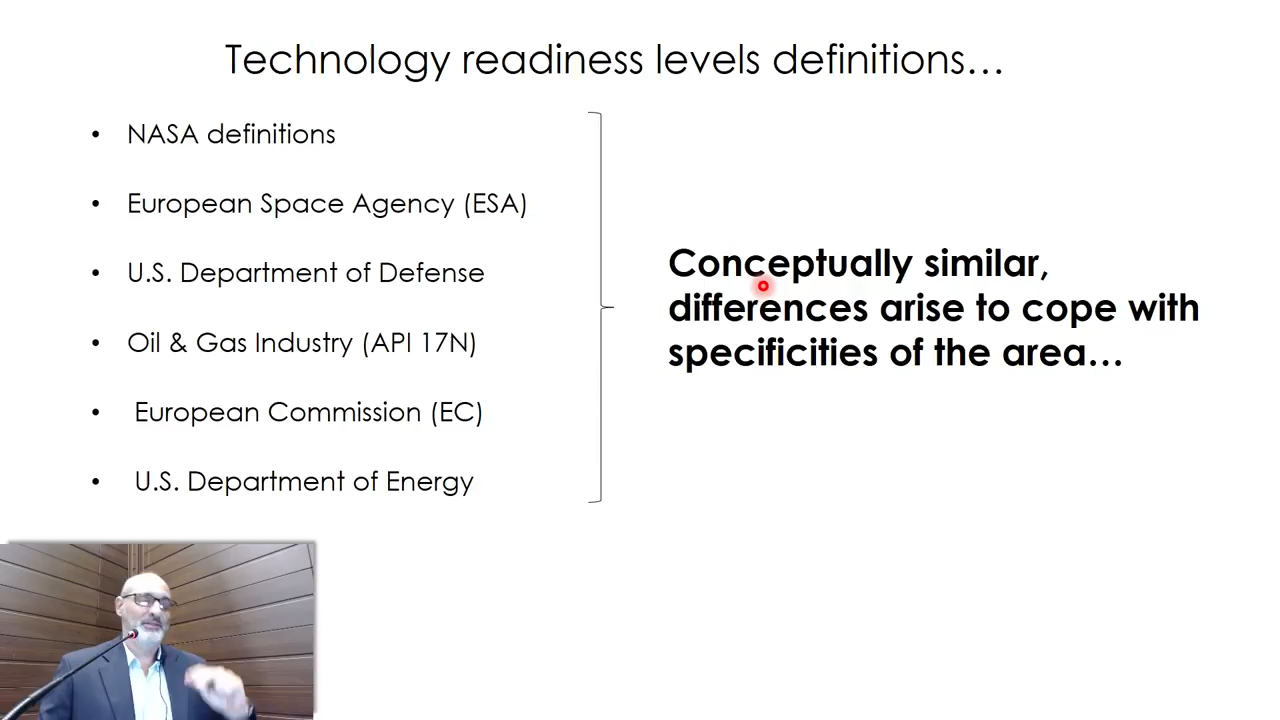 Technology readiness levels definitions…
• NASA definitions
• European Space Agency (ESA)
• U.S. Department of Defense
• Oil & Gas Industry (API 17N)
• European Commission (EC)
• U.S. Department of Energy
Conceptually similar,
differences arise to cope with
specificities of the area…